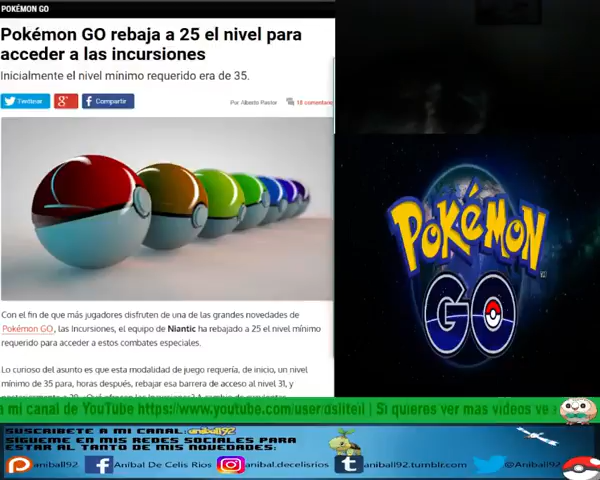 POKÉMON GO
Pokémon GO rebaja a 25 el nivel para
acceder a las incursiones
Inicialmente el nivel mínimo requerido era de 35.
Twittear
g+
Compartir
Por Alberto Pastor
18 comentario
Con el fin de que más jugadores disfruten de una de las grandes novedades de
Pokémon GO, las Incursiones, el equipo de Niantic ha rebajado a 25 el nivel mínimo
requerido para acceder a estos combates especiales.
Lo curioso del asunto es que esta modalidad de juego requería, de inicio, un nivel
mínimo de 35 para, horas después, rebajar esa barrera de acceso al nivel 31, y
POKÉMON
GO
a mi canal de YouTube https://www.youtube.com/user/dsliteil | Si quieres ver mas videos ve a
SUSCRIBETE A MI CANAL: aniball92
SIGUEME EN MIS REDES SOCIALES PARA
ESTAR AL TANTO DE MIS NOVEDADES:
aniball92
Anibal De Celis Rios
anibal.decelisrios
aniball92.tumblr.com
@Aniball92